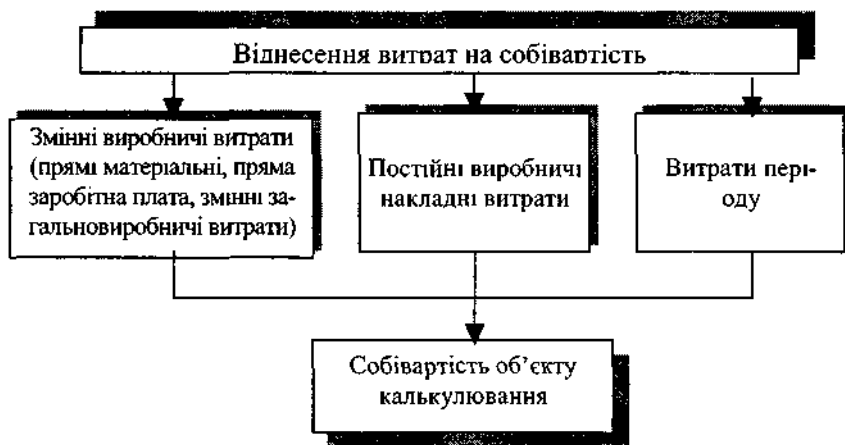 Віднесення витрат на собівартість
Змінні виробничі витрати
(прямі матеріальні, пряма
заробітна плата, змінні за-
гальновиробничі витрати)
Постійні виробничі
накладні витрати
Витрати пері-
оду
Собівартість об’єкту
калькулювання